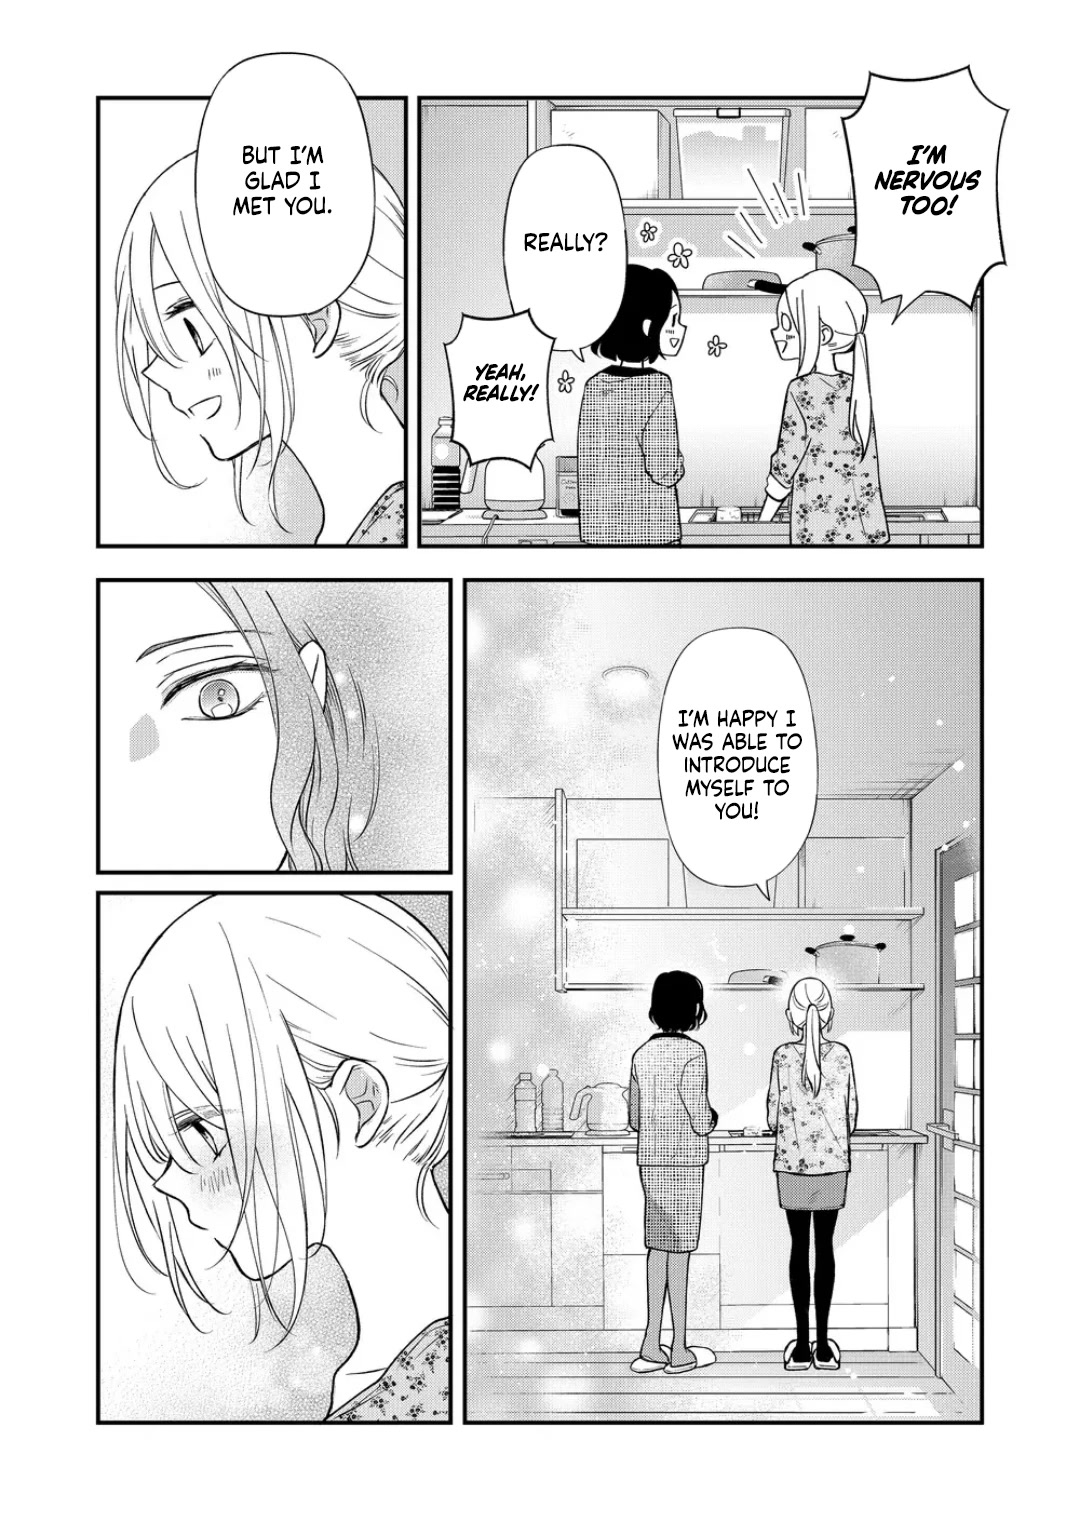 I'M
NERVOUS
TOO!
REALLY?
YEAH,
REALLY!
BUT I'M
GLAD I
MET YOU.
I'M HAPPY I
WAS ABLE TO
INTRODUCE
MYSELF TO
YOU!